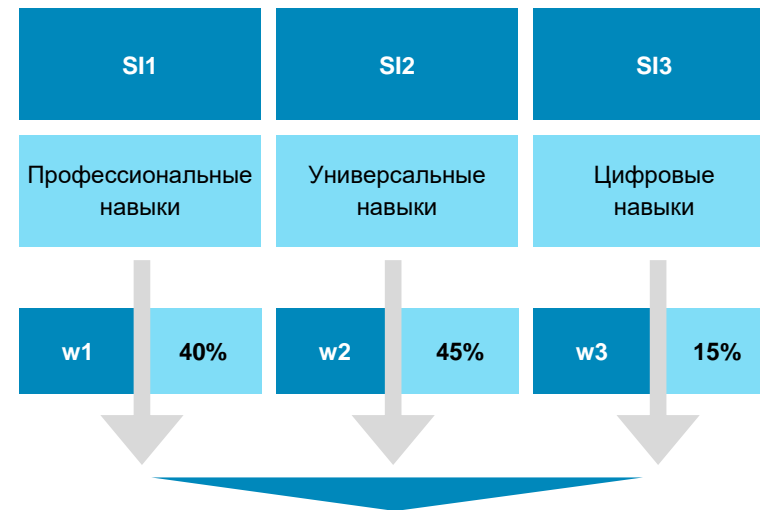 SI1
SI2
SI3
Профессиональные
навыки
Универсальные
навыки
Цифровые
навыки
w1
40%
w2
45%
w3
15%